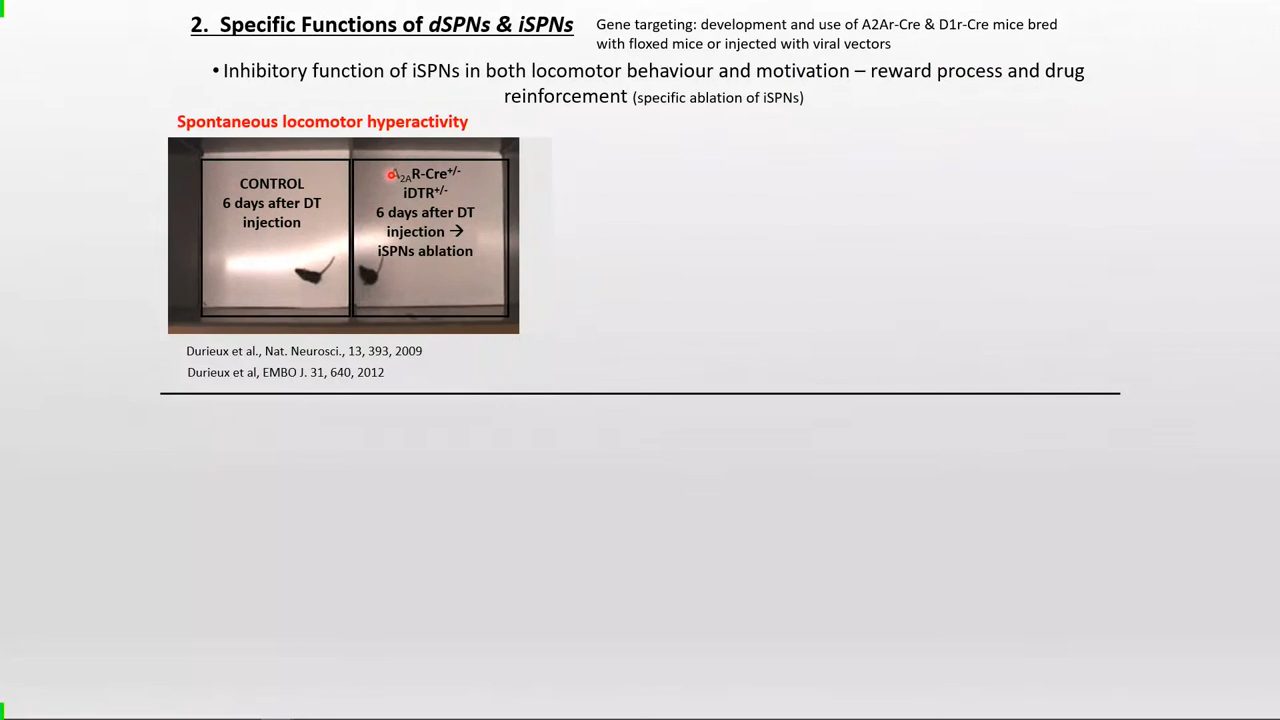 2. Specific Functions of dSPNs & iSPNs
Gene targeting: development and use of A2Ar-Cre & D1r-Cre mice bred
with floxed mice or injected with viral vectors
• Inhibitory function of iSPNs in both locomotor behaviour and motivation – reward process and drug
reinforcement (specific ablation of iSPNs)
Spontaneous locomotor hyperactivity
CONTROL
6 days after DT
injection
A2AR-Cre+/-
iDTR+/-
6 days after DT
injection →
iSPNs ablation
Durieux et al., Nat. Neurosci., 13, 393, 2009
Durieux et al, EMBO J. 31, 640, 2012